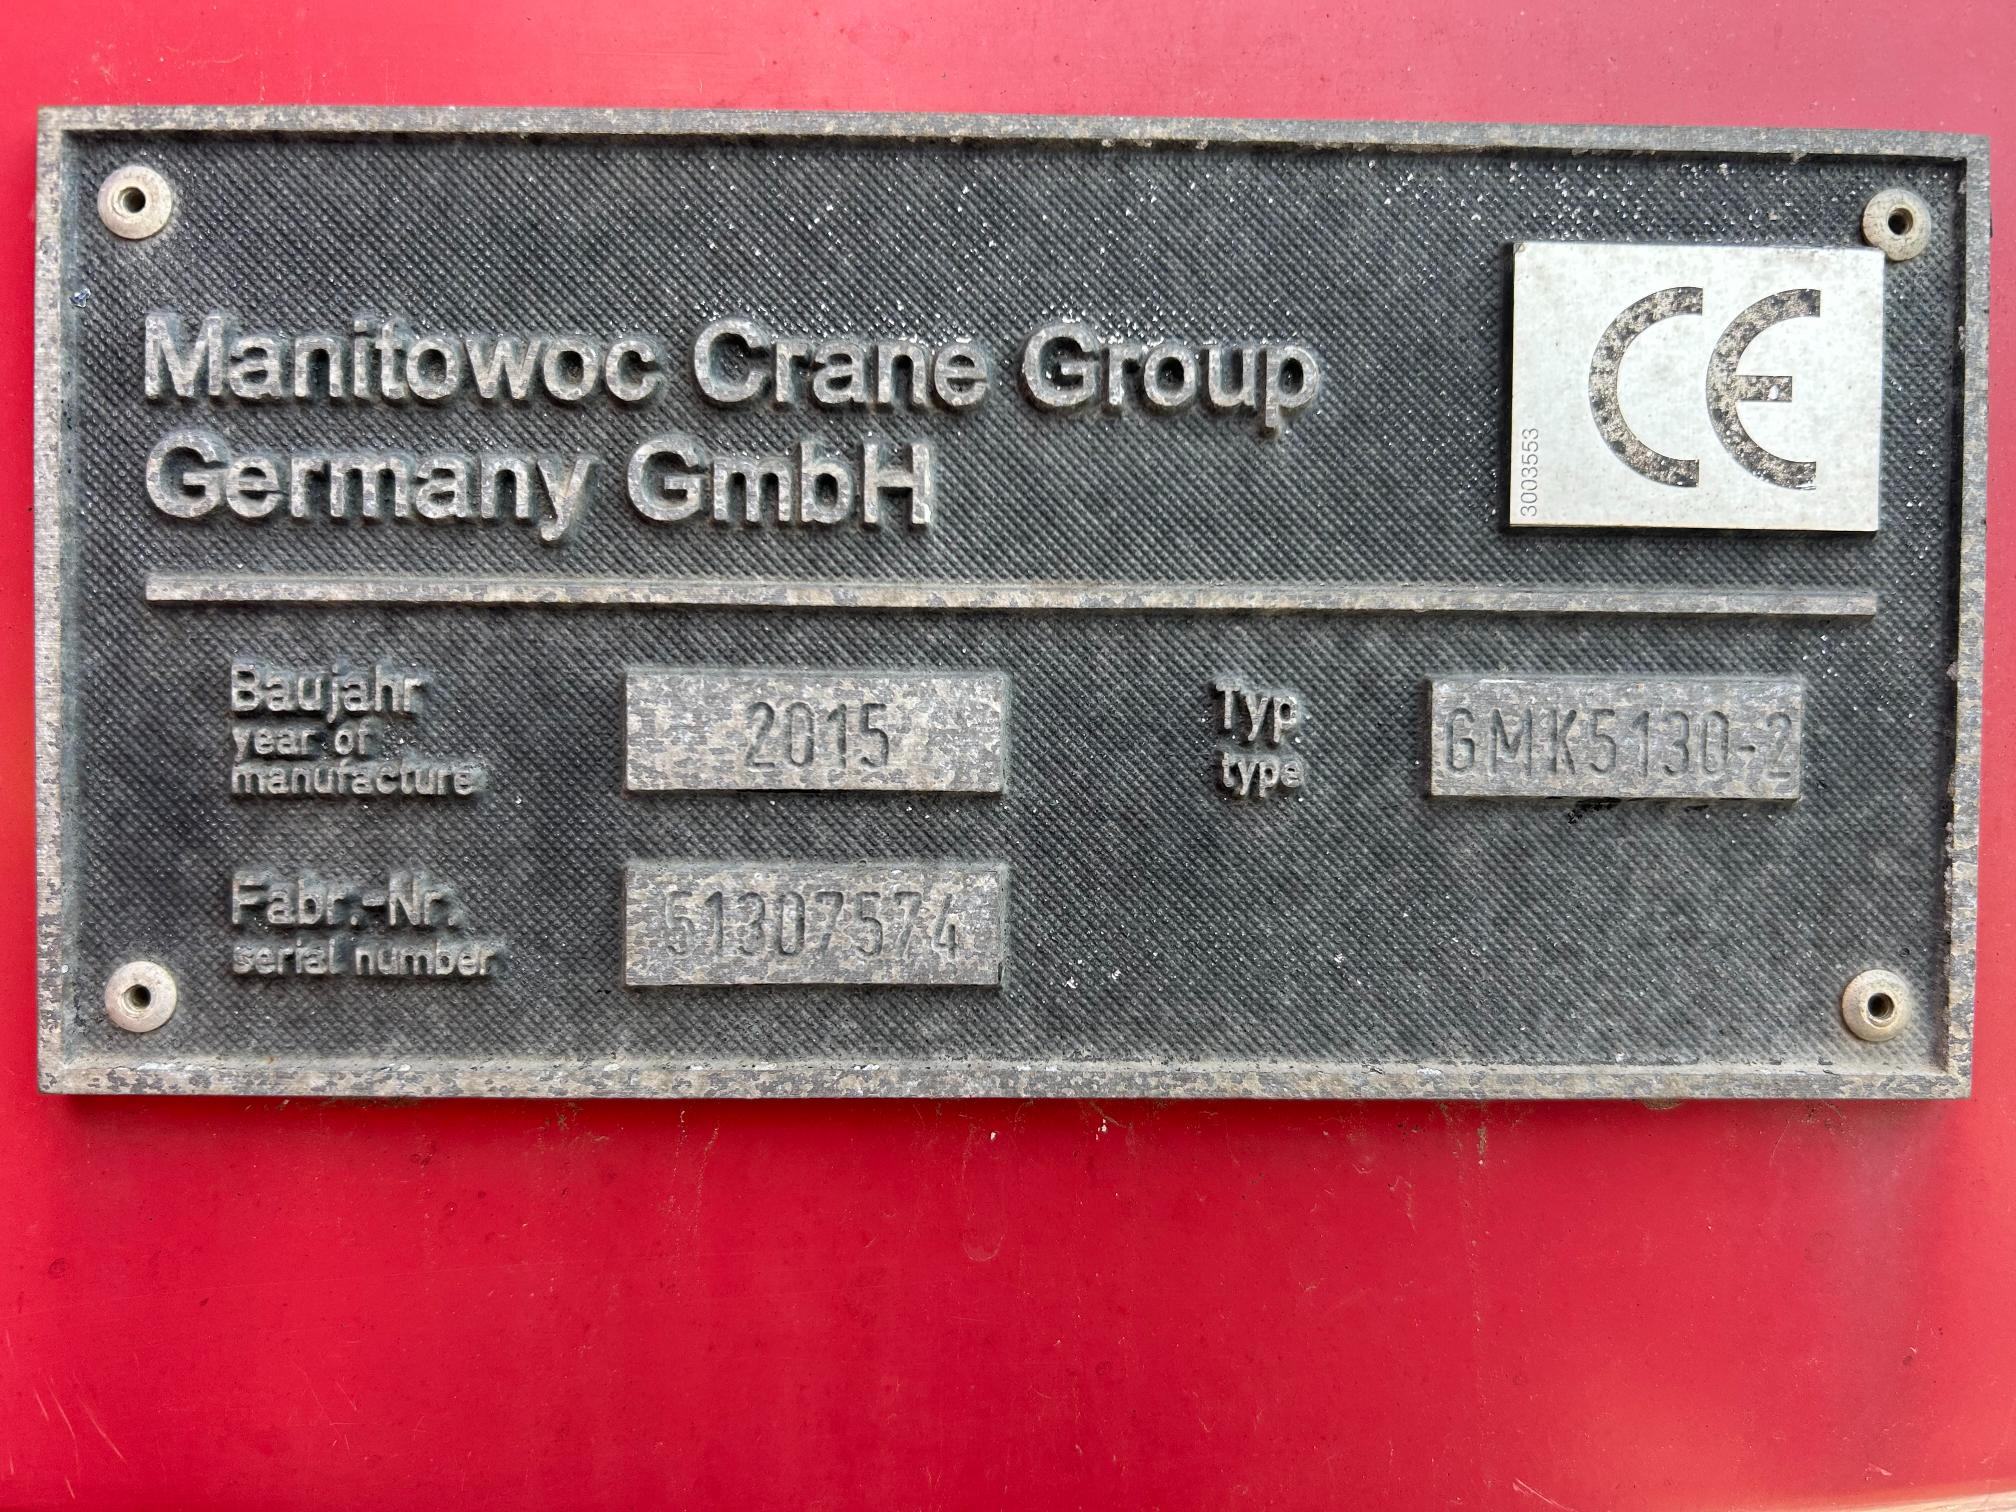 Manitowoc Crane Group
Germany GmbH
CE
3003553
Baujahr
year of
manufacture
2015
Typ
type
GMK5130-2
Fabr.-Nr.
serial number
51307574